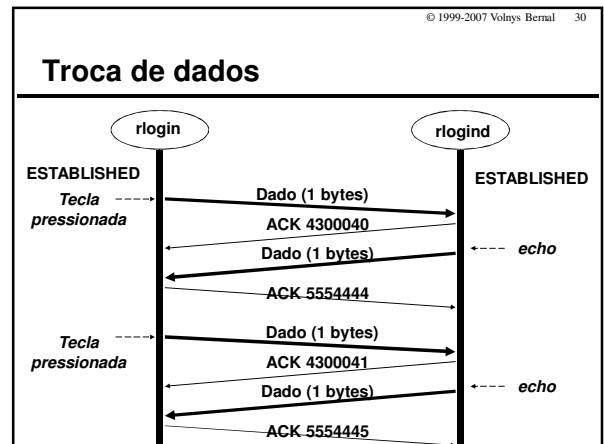 © 1999-2007 Volnys Bernal 30
Troca de dados
rlogin
rlogind
ESTABLISHED
ESTABLISHED
Tecla
pressionada
Dado (1 bytes)
ACK 4300040
Dado (1 bytes)
echo
ACK 5554444
Tecla
pressionada
Dado (1 bytes)
ACK 4300041
Dado (1 bytes)
echo
ACK 5554445